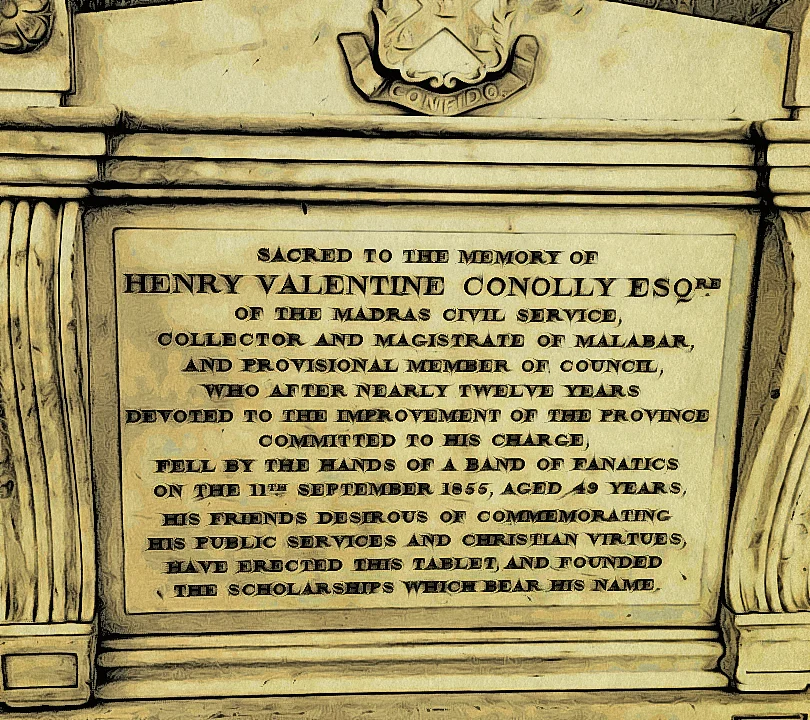 CONFIDO.
SACRED TO THE MEMORY OF
HENRY VALENTINE CONOLLY ESQRE
OF THE MADRAS CIVIL SERVICE,
COLLECTOR AND MAGISTRATE OF MALABAR,
AND PROVISIONAL MEMBER OF COUNCIL,
WHO AFTER NEARLY TWELVE YEARS
DEVOTED TO THE IMPROVEMENT OF THE PROVINCE
COMMITTED TO HIS CHARGE,
FELL BY THE HANDS OF A BAND OF FANATICS
ON THE 11TH SEPTEMBER 1855, AGED 49 YEARS,
HIS FRIENDS DESIROUS OF COMMEMORATING
HIS PUBLIC SERVICES AND CHRISTIAN VIRTUES,
HAVE ERECTED THIS TABLET, AND FOUNDED
THE SCHOLARSHIPS WHICH BEAR HIS NAME.